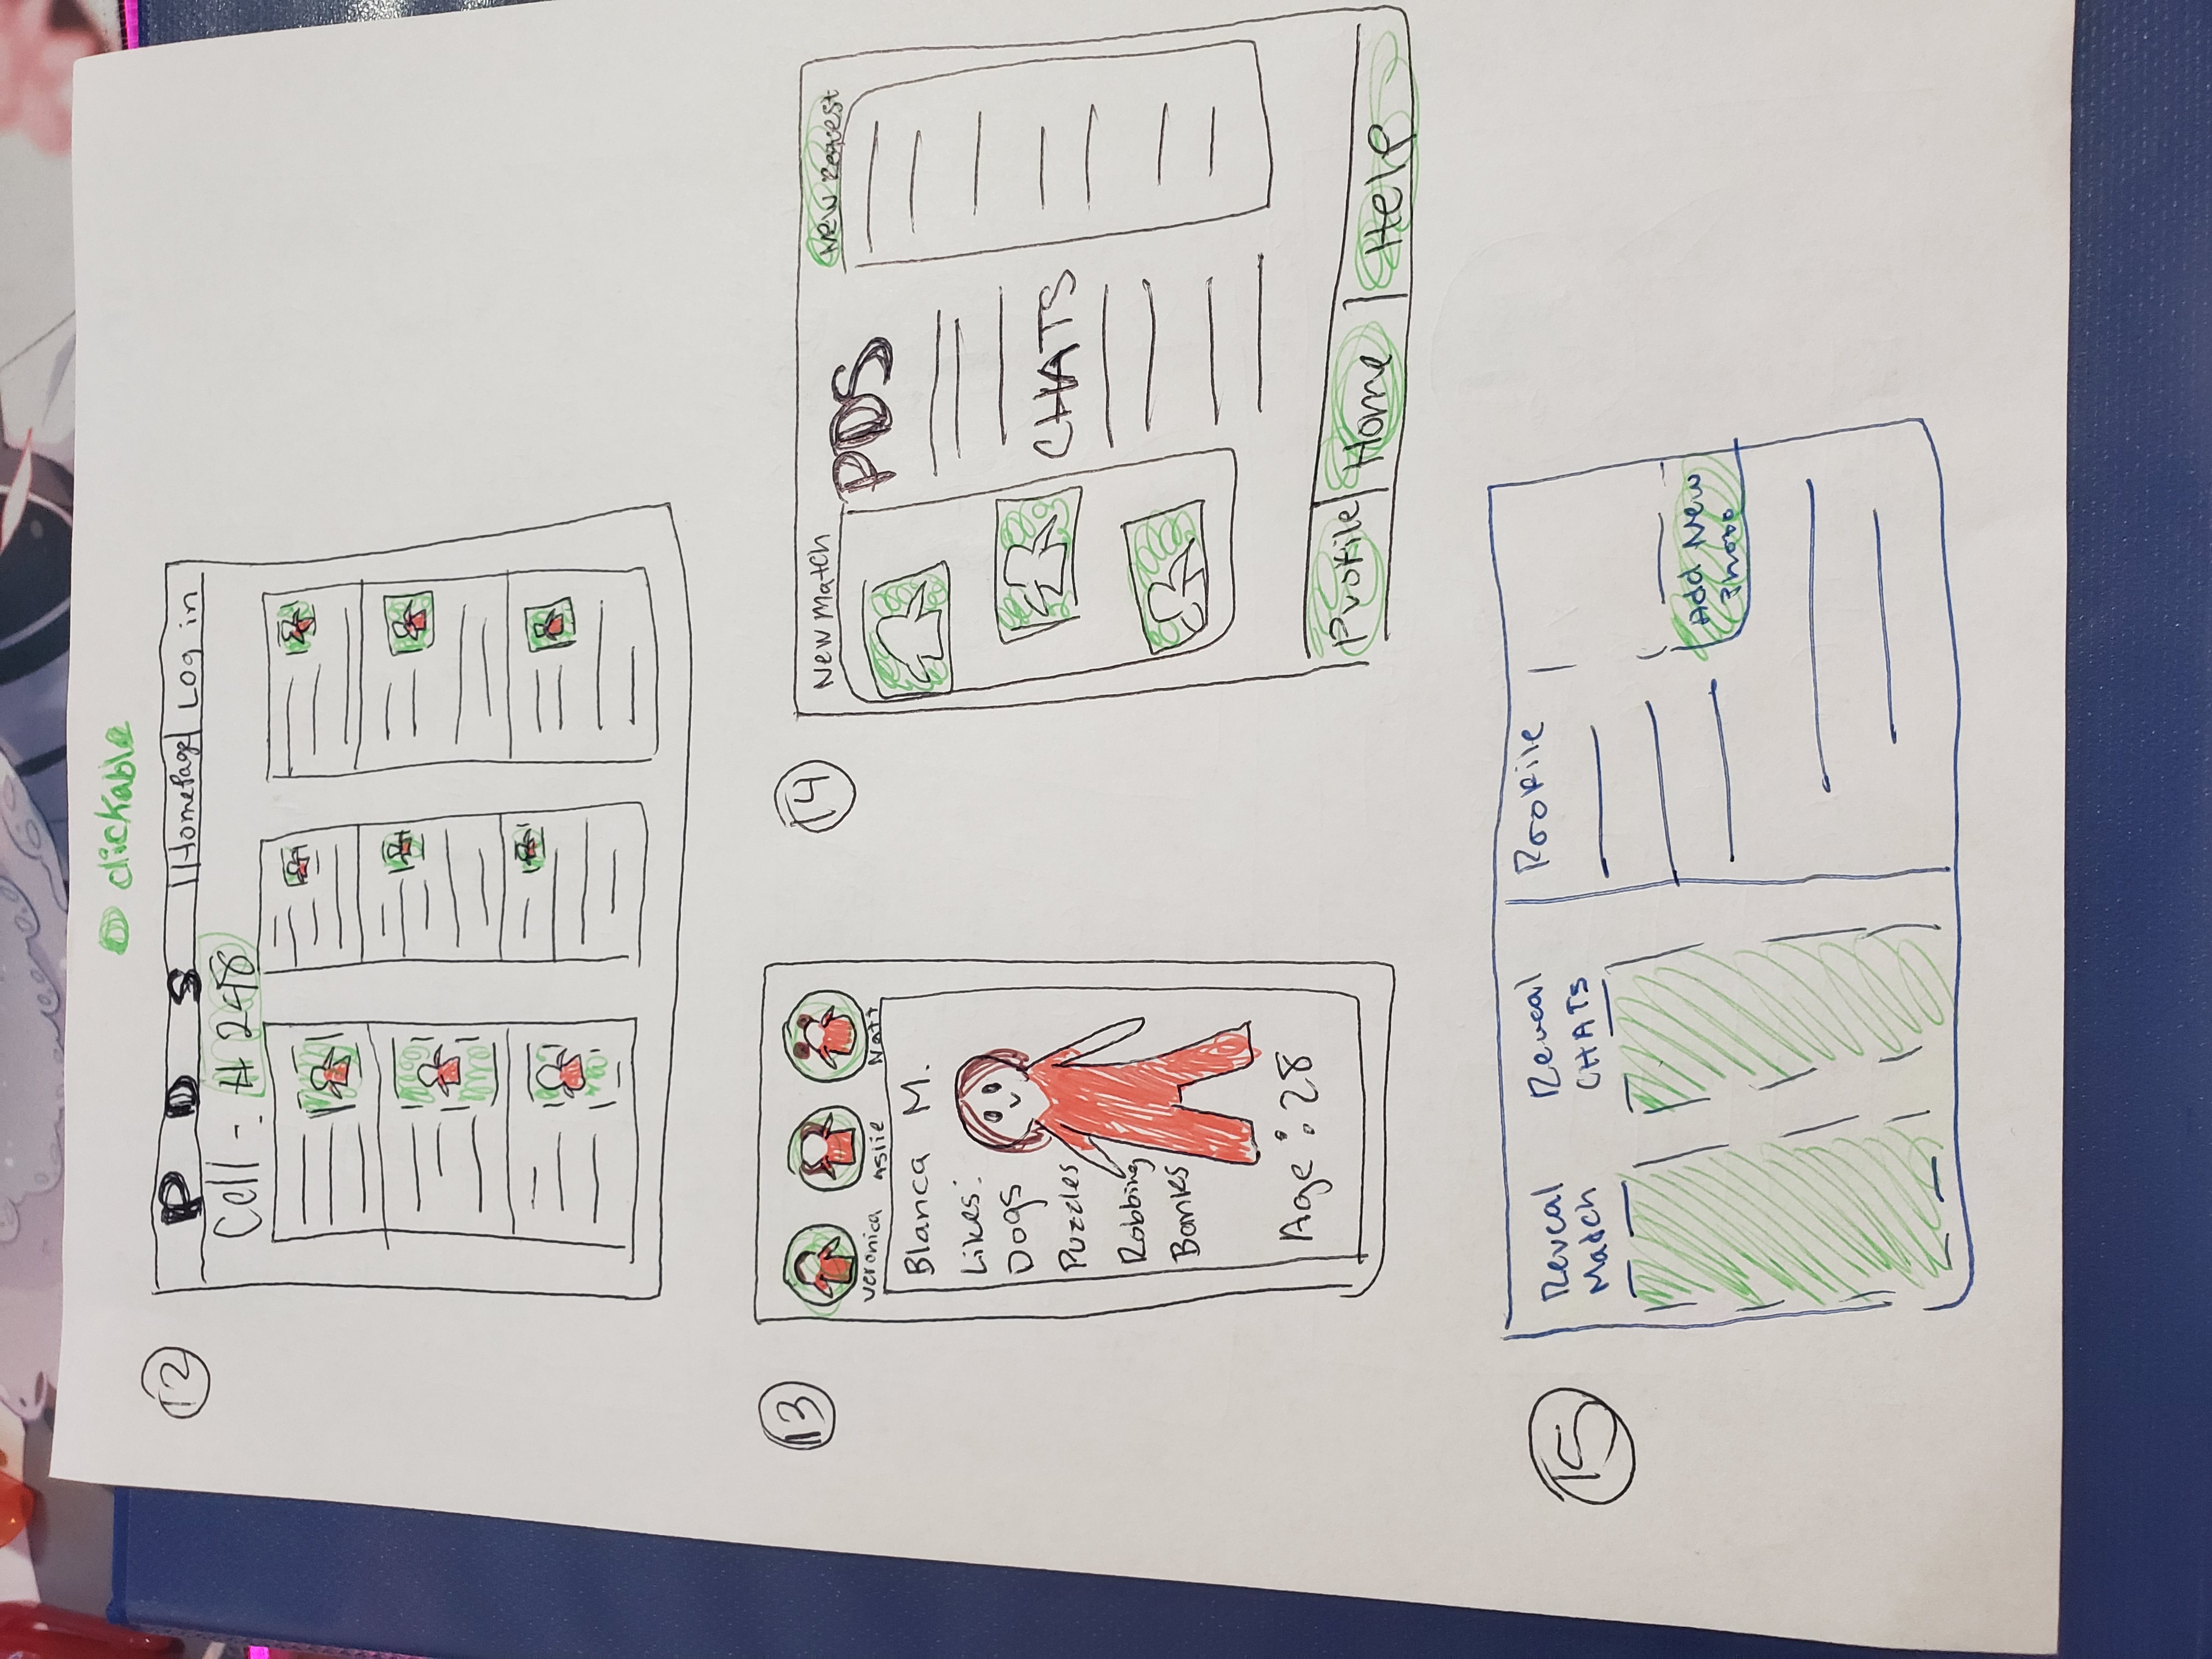 clickable
12
P D S HomePage Log in
Cell - # 248
13
Veronica Aslie Natt
Blanca M.
Likes:
Dogs
Puzzles
Robbing
Banks
Age : 28
14
New Match
New Request
PDS
CHATS
Profile Home Help
15
Reveal
Match
Reveal
CHATS
Profile
Add New
Photo